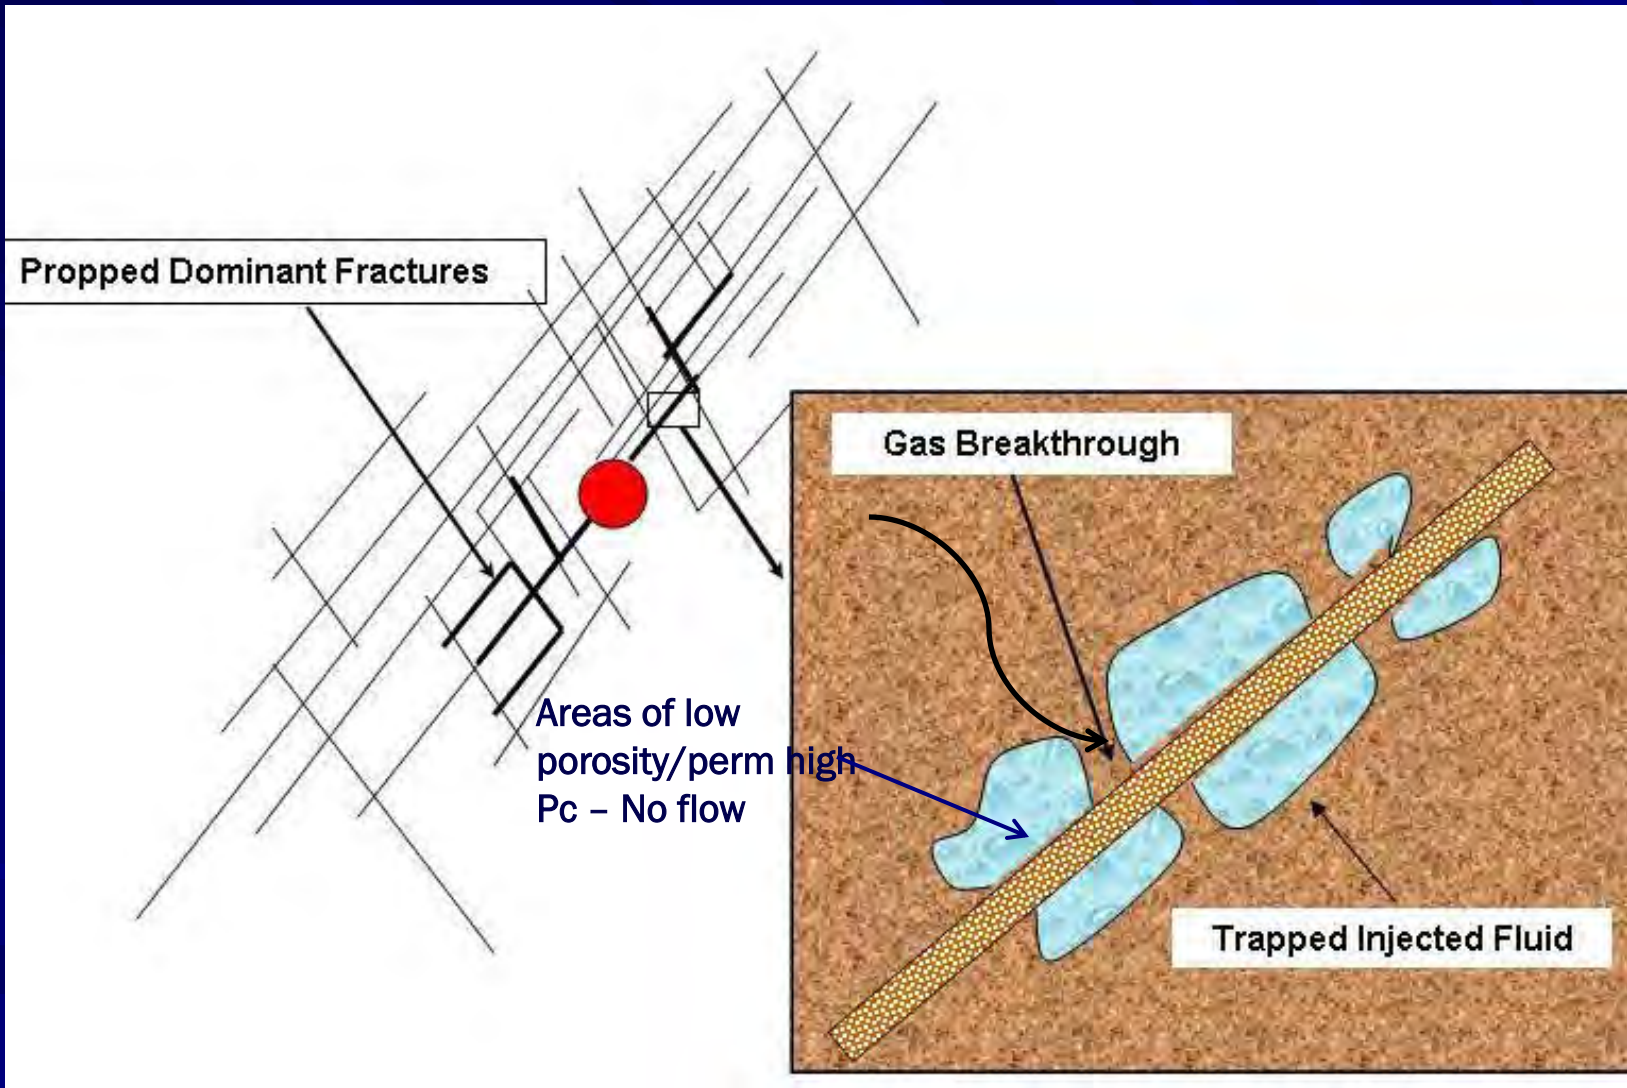 Propped Dominant Fractures
Gas Breakthrough
Areas of low
porosity/perm high
Pc – No flow
Trapped Injected Fluid